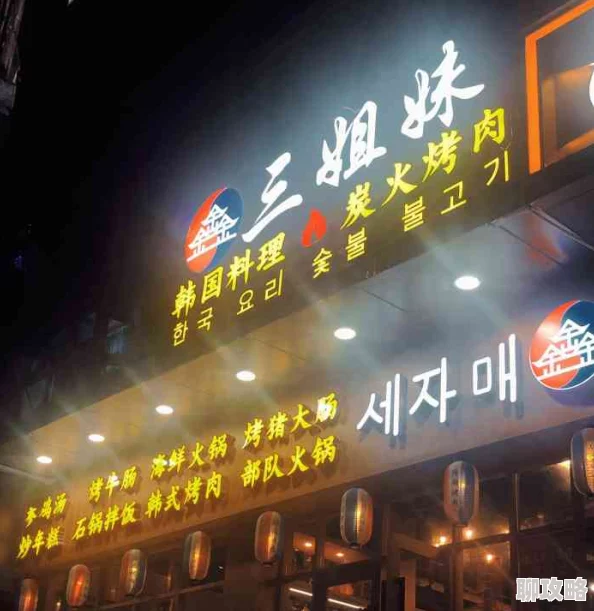 三姐妹
韩国料理 炭火烤肉
한국 요리 숯불 불고기
鑫
세자매
鑫
参鸡汤 烤牛肠 海鲜火锅 烤猪大肠
炒年糕 石锅拌饭 韩式烤肉 部队火锅
聊攻略